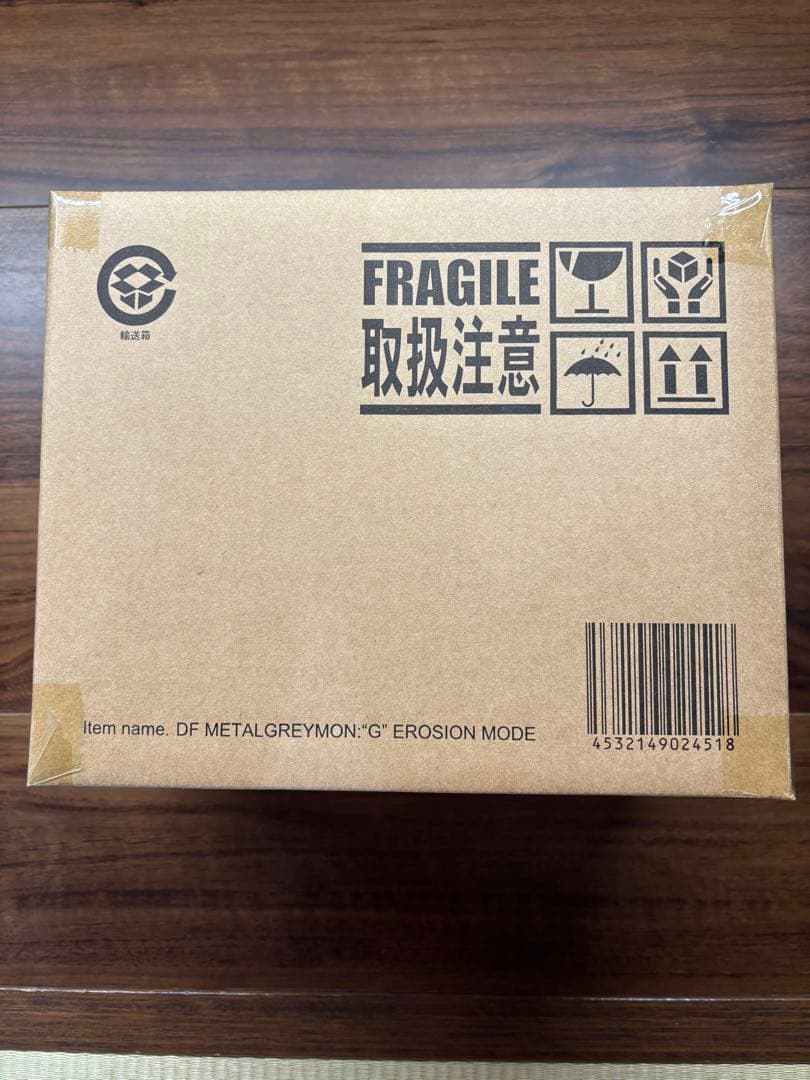 輸送箱
FRAGILE
取扱注意
Item name. DF METALGREYMON:“G” EROSION MODE
4532149024518